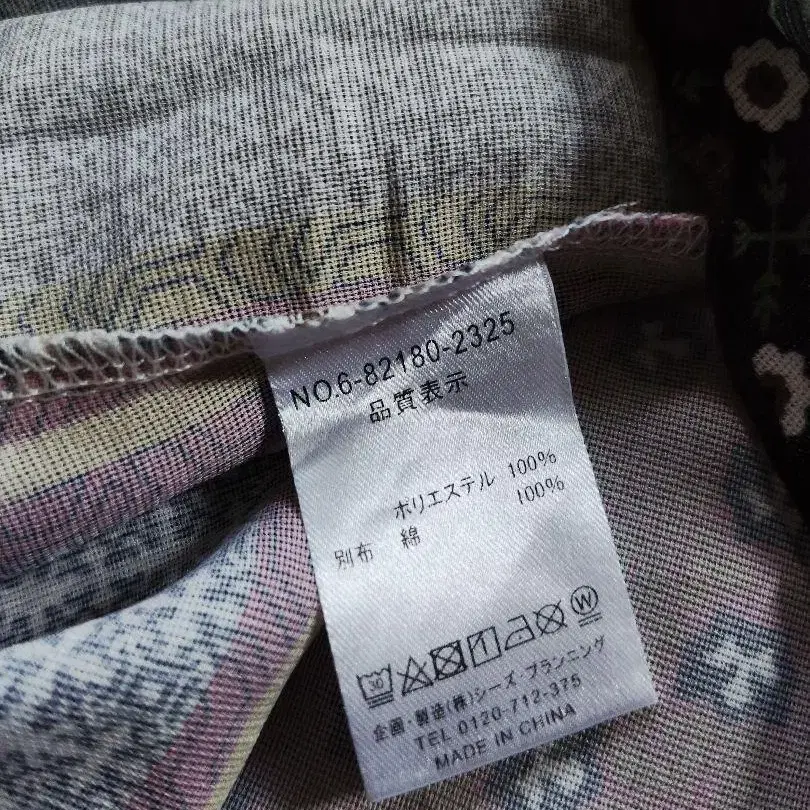 NO.6-82180-2325
品質表示
ポリエステル 100%
別布 綿 100%
30 W
企画・製造(株)シーズ・プランニング
TEL 0120-712-375
MADE IN CHINA